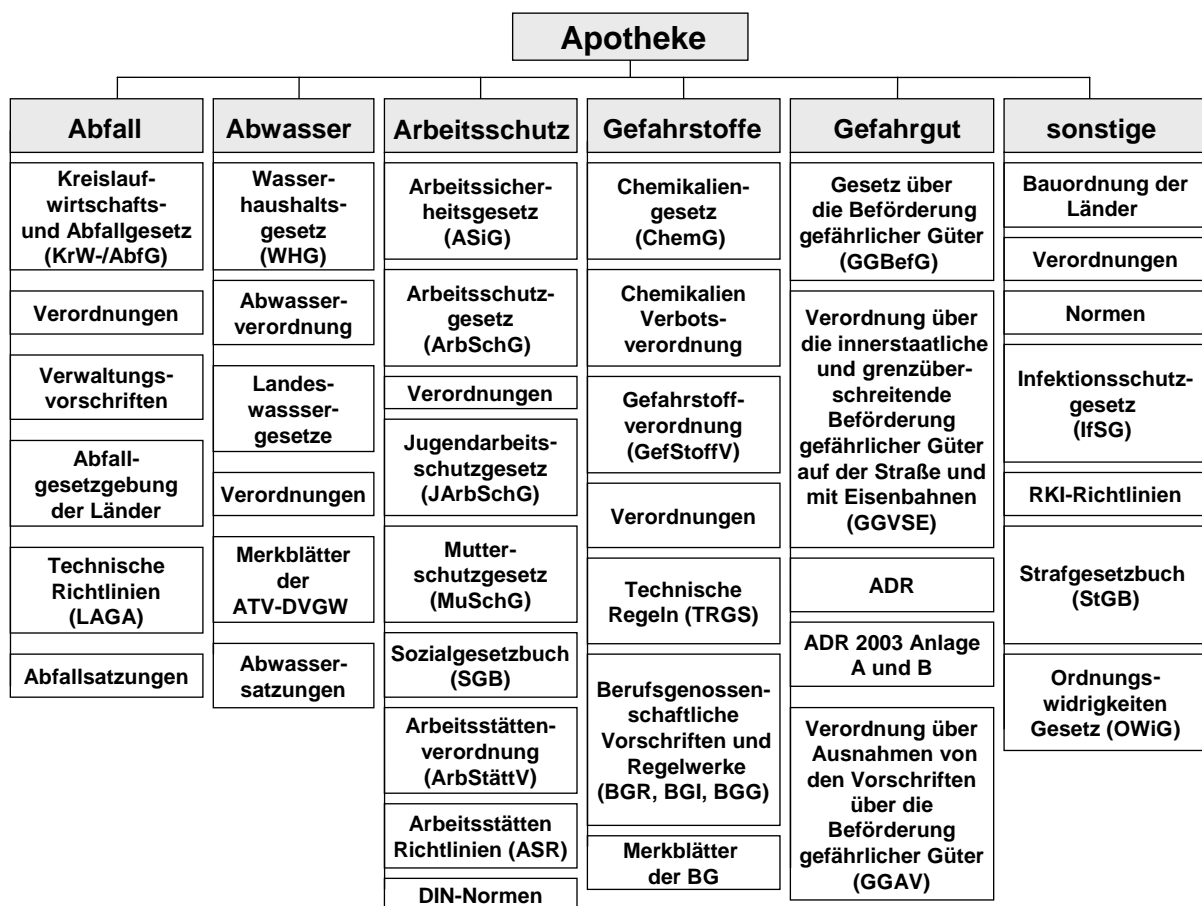 Apotheke
Abfall
Kreislauf-
wirtschafts-
und Abfallgesetz
(KrW-/AbfG)
Verordnungen
Verwaltungs-
vorschriften
Abfall-
gesetzgebung
der Länder
Technische
Richtlinien
(LAGA)
Abfallsatzungen
Abwasser
Wasser-
haushalts-
gesetz
(WHG)
Abwasser-
verordnung
Landes-
wassser-
gesetze
Verordnungen
Merkblätter
der
ATV-DVGW
Abwasser-
satzungen
Arbeitsschutz
Arbeitssicher-
heitsgesetz
(ASiG)
Arbeitsschutz-
gesetz
(ArbSchG)
Verordnungen
Jugendarbeits-
schutzgesetz
(JArbSchG)
Mutter-
schutzgesetz
(MuSchG)
Sozialgesetzbuch
(SGB)
Arbeitsstätten-
verordnung
(ArbStättV)
Arbeitsstätten
Richtlinien (ASR)
DIN-Normen
Gefahrstoffe
Chemikalien-
gesetz
(ChemG)
Chemikalien
Verbots-
verordnung
Gefahrstoff-
verordnung
(GefStoffV)
Verordnungen
Technische
Regeln (TRGS)
Berufsgenossen-
schaftliche
Vorschriften und
Regelwerke
(BGR, BGI, BGG)
Merkblätter
der BG
Gefahrgut
Gesetz über
die Beförderung
gefährlicher Güter
(GGBefG)
Verordnung über
die innerstaatliche
und grenzüber-
schreitende
Beförderung
gefährlicher Güter
auf der Straße und
mit Eisenbahnen
(GGVSE)
ADR
ADR 2003 Anlage
A und B
Verordnung über
Ausnahmen von
den Vorschriften
über die
Beförderung
gefährlicher Güter
(GGAV)
sonstige
Bauordnung der
Länder
Verordnungen
Normen
Infektionsschutz-
gesetz
(IfSG)
RKI-Richtlinien
Strafgesetzbuch
(StGB)
Ordnungs-
widrigkeiten
Gesetz (OWiG)